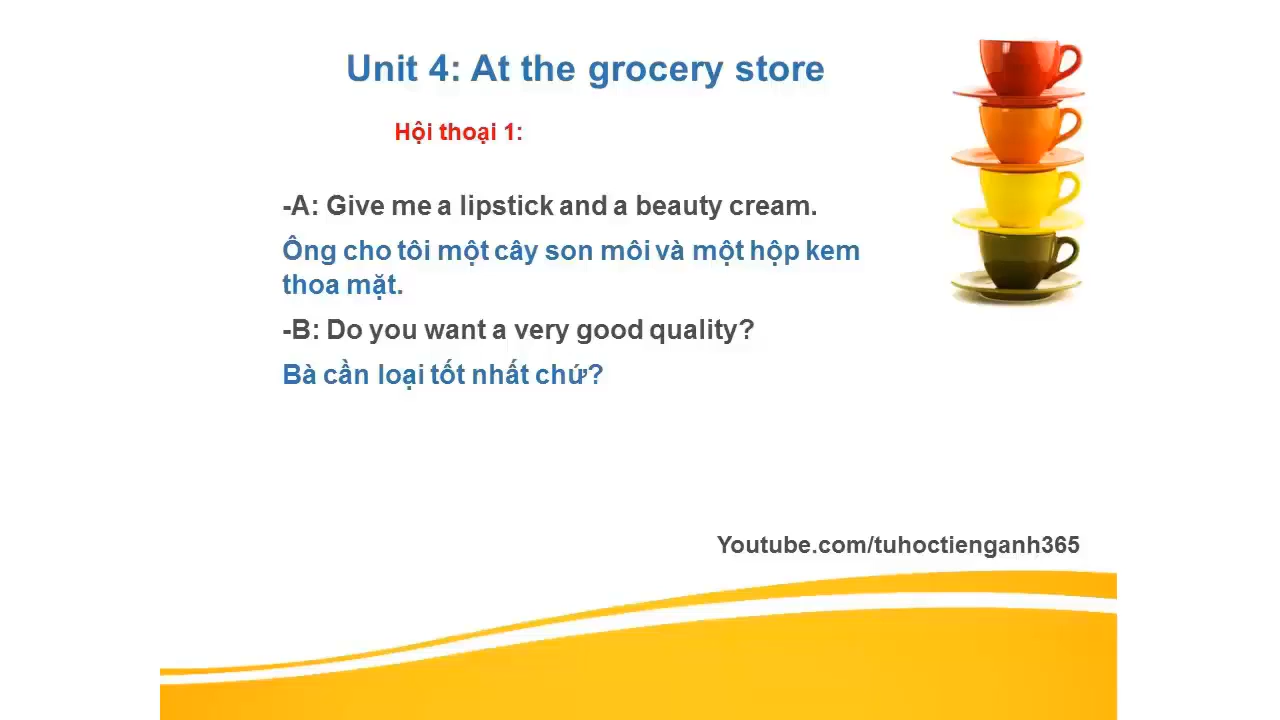 Unit 4: At the grocery store
Hội thoại 1:
-A: Give me a lipstick and a beauty cream.
Ông cho tôi một cây son môi và một hộp kem
thoa mặt.
-B: Do you want a very good quality?
Bà cần loại tốt nhất chứ?
Youtube.com/tuhoctienganh365